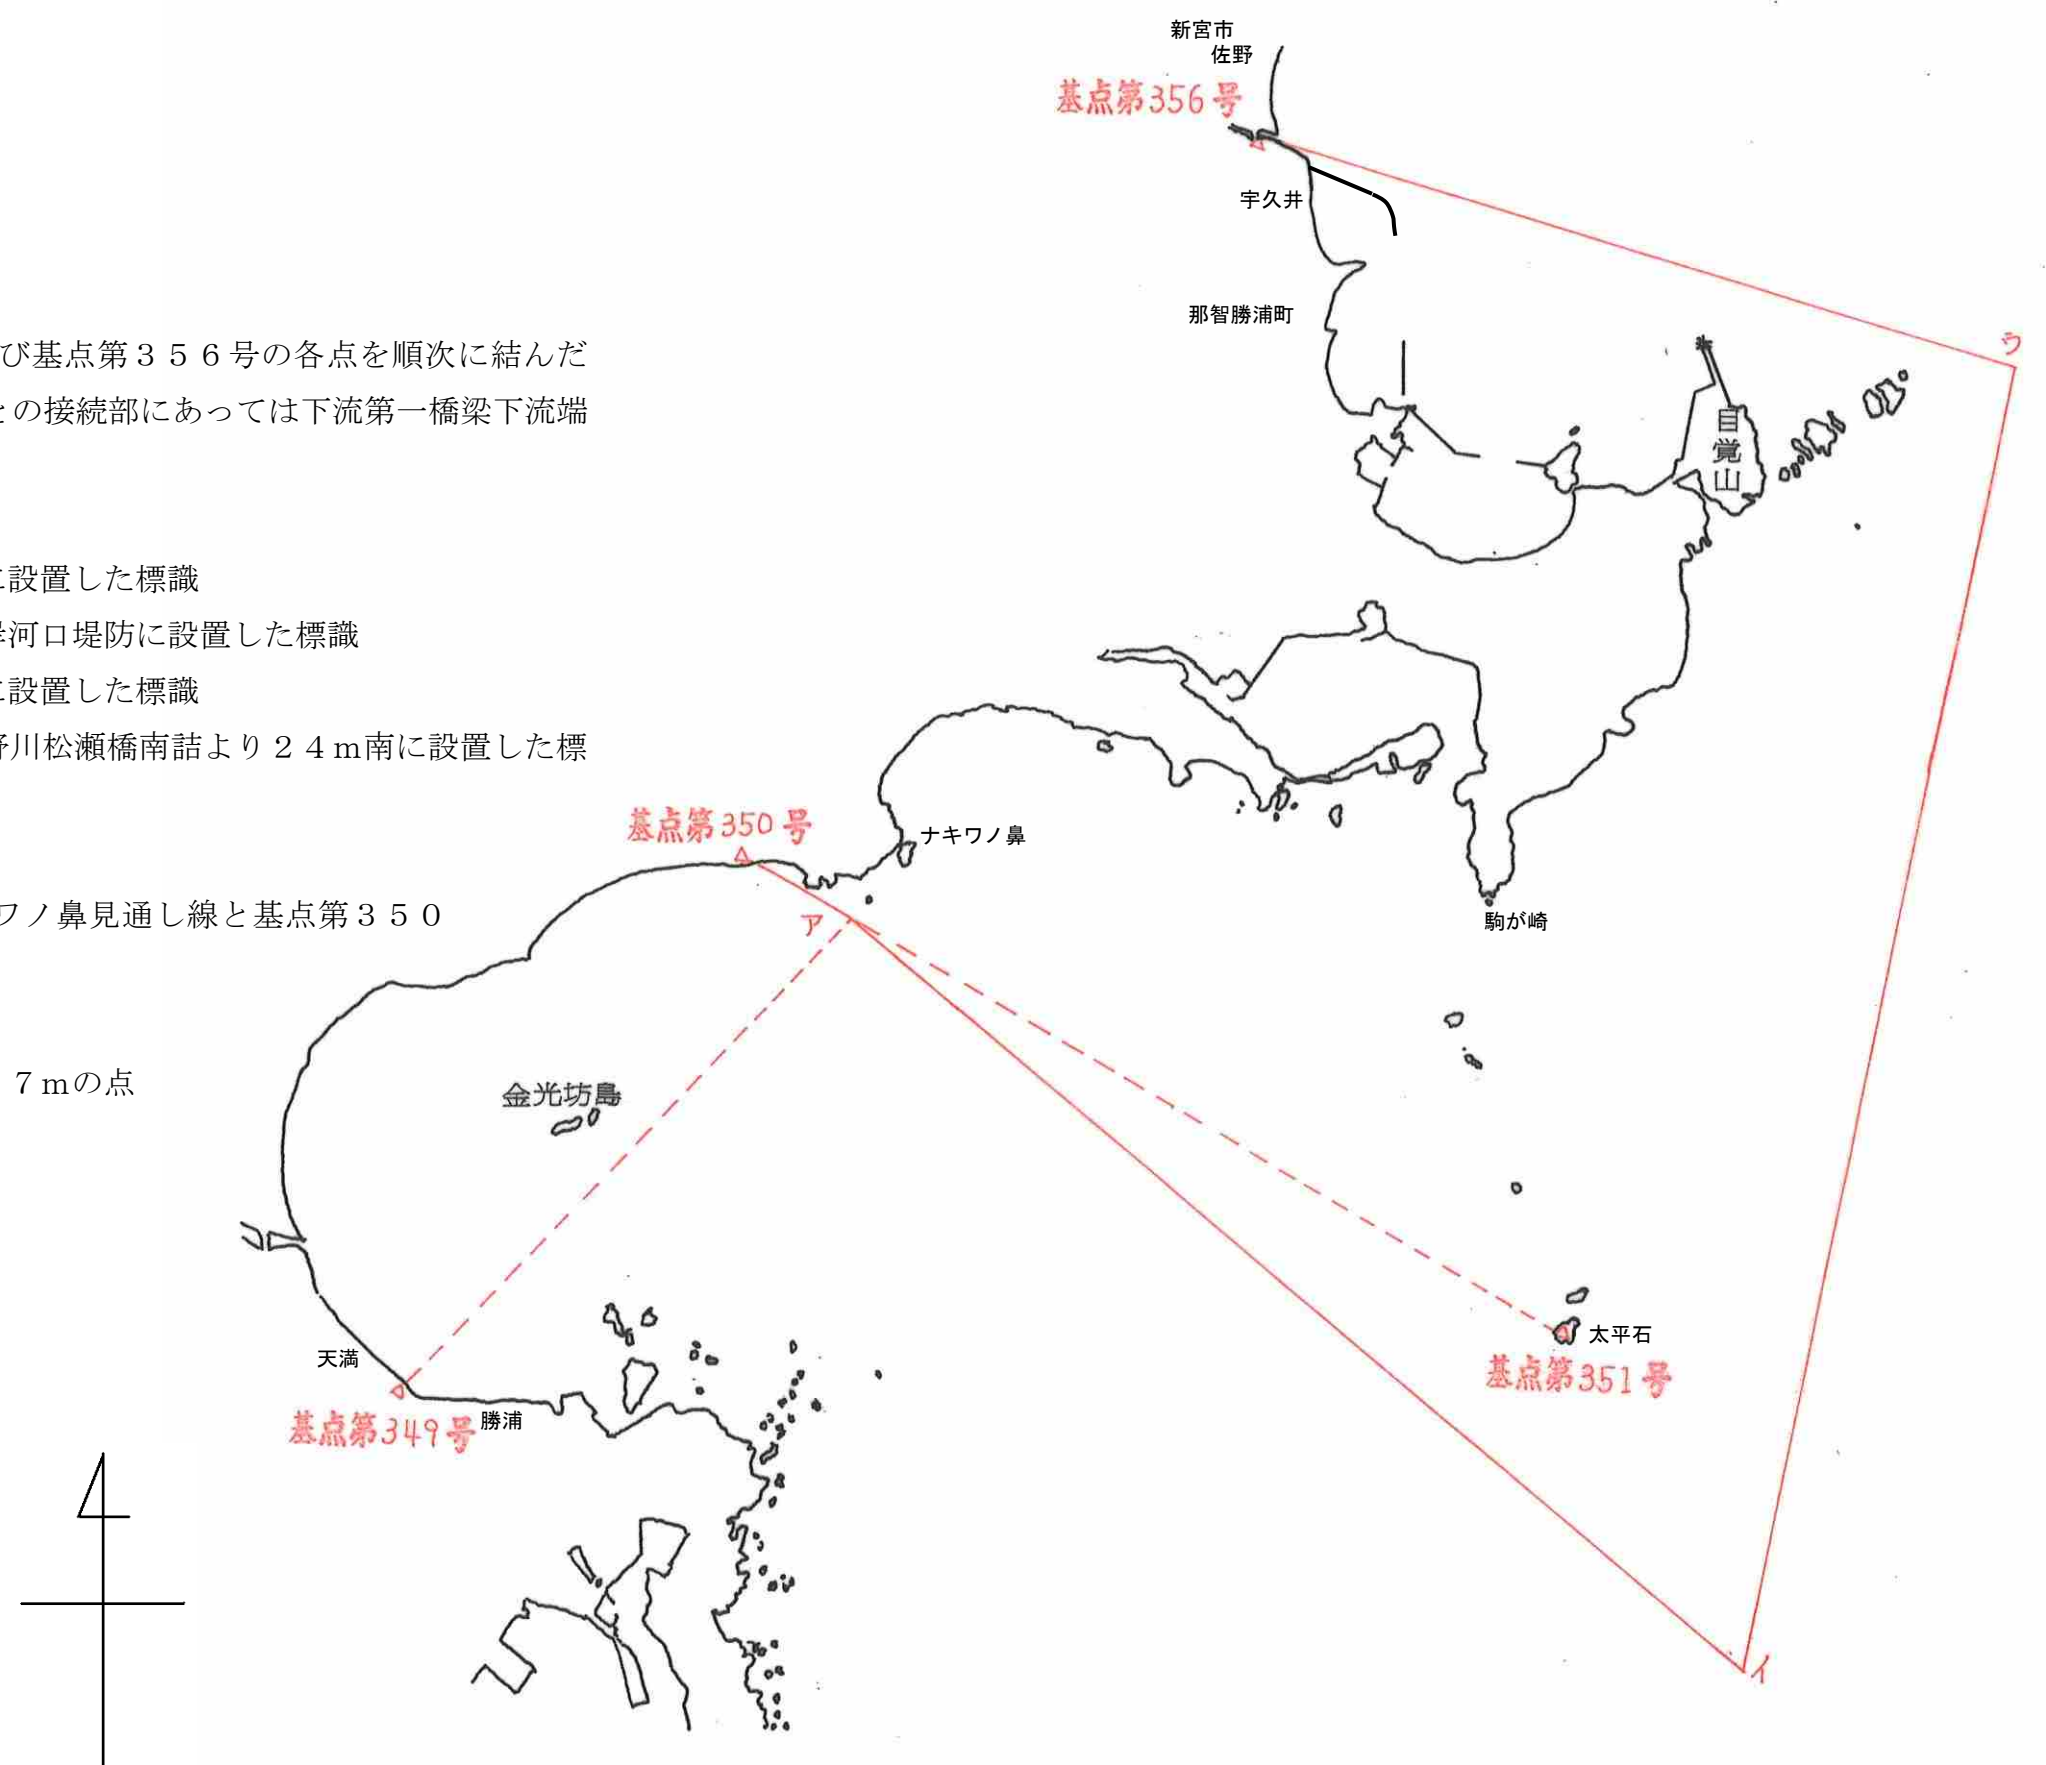 び基点第３５６号の各点を順次に結んだ
との接続部にあっては下流第一橋梁下流端
に設置した標識
岸河口堤防に設置した標識
に設置した標識
野川松瀬橋南詰より２４ｍ南に設置した標
ワノ鼻見通し線と基点第３５０
７ｍの点
新宮市
佐野
基点第356号
宇久井
那智勝浦町
ウ
目覚山
基点第350号
ナキワノ鼻
ア
駒が崎
金光坊島
太平石
基点第351号
天満
勝浦
基点第349号
イ